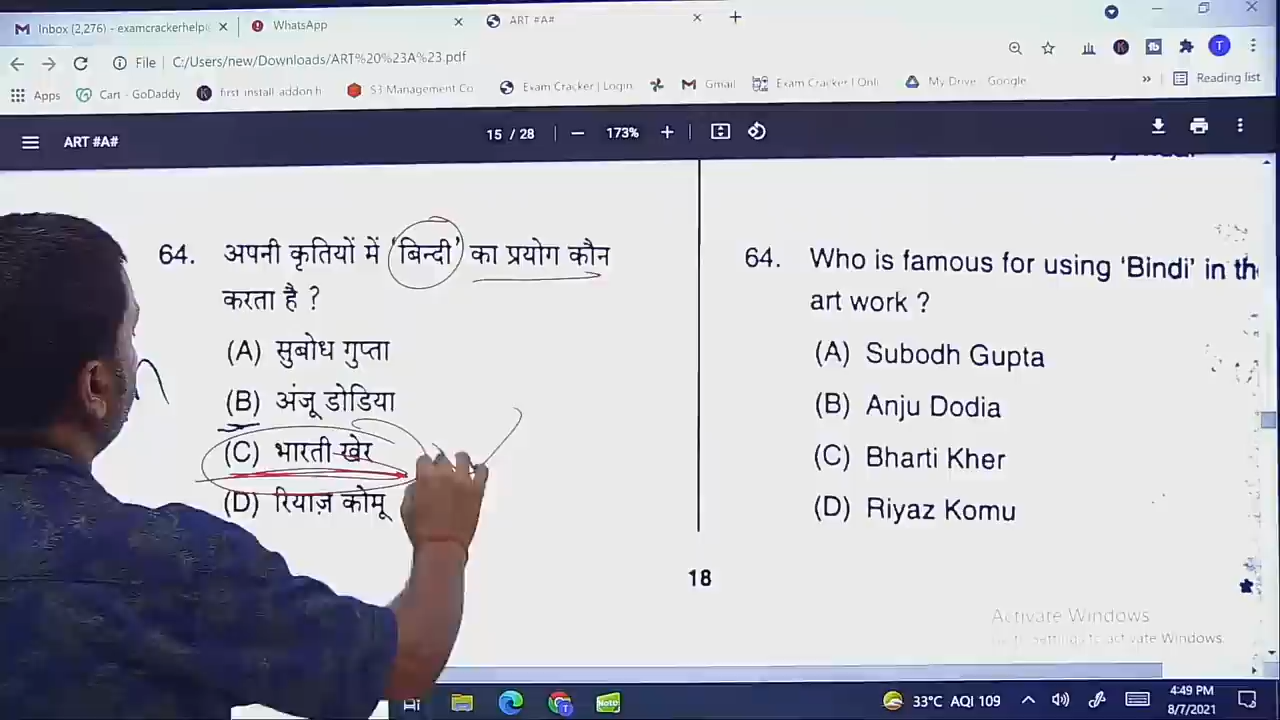 Inbox (2,276) - examcrackerhelp
WhatsApp
ART #A#
File
C:/Users/new/Downloads/ART%20%23A%23.pdf
Apps
Cart - GoDaddy
first install addon h
S3 Management Co
Exam Cracker | Login
Gmail
Exam Cracker | Onli
My Drive - Google
»
Reading list
ART #A#
15 / 28
173%
64. अपनी कृतियों में 'बिन्दी' का प्रयोग कौन
करता है ?
(A) सुबोध गुप्ता
(B) अंजू डोडिया
(C) भारती खेर
(D) रियाज़ कोमू
64. Who is famous for using 'Bindi' in th
art work ?
(A) Subodh Gupta
(B) Anju Dodia
(C) Bharti Kher
(D) Riyaz Komu
18
Activate Windows
Settings to activate Windows.
33°C AQI 109
4:49 PM
8/7/2021